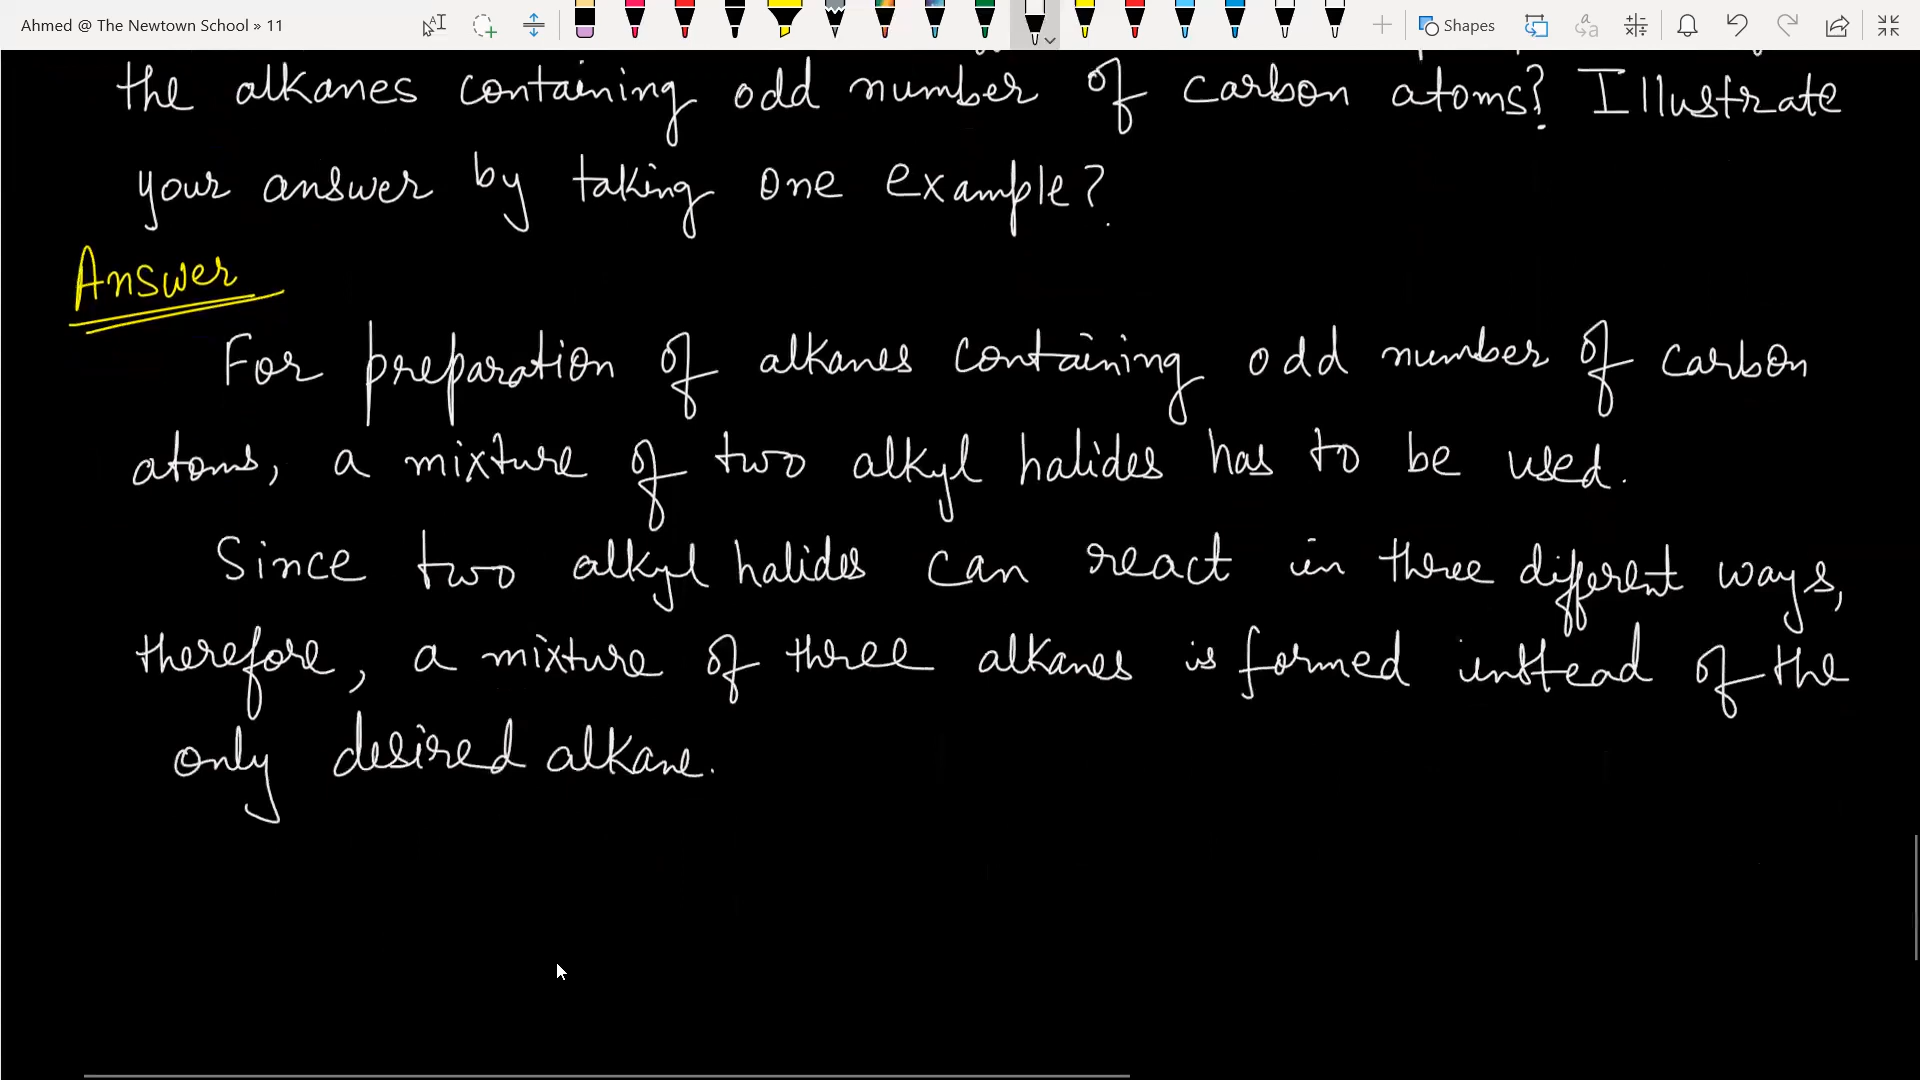 Ahmed @ The Newtown School » 11
Shapes
the alkanes containing odd number of carbon atoms? Illustrate
your answer by taking one example?
Answer
For preparation of alkanes containing odd number of carbon
atoms, a mixture of two alkyl halides has to be used.
Since two alkyl halides can react in three different ways,
therefore, a mixture of three alkanes is formed instead of the
only desired alkane.